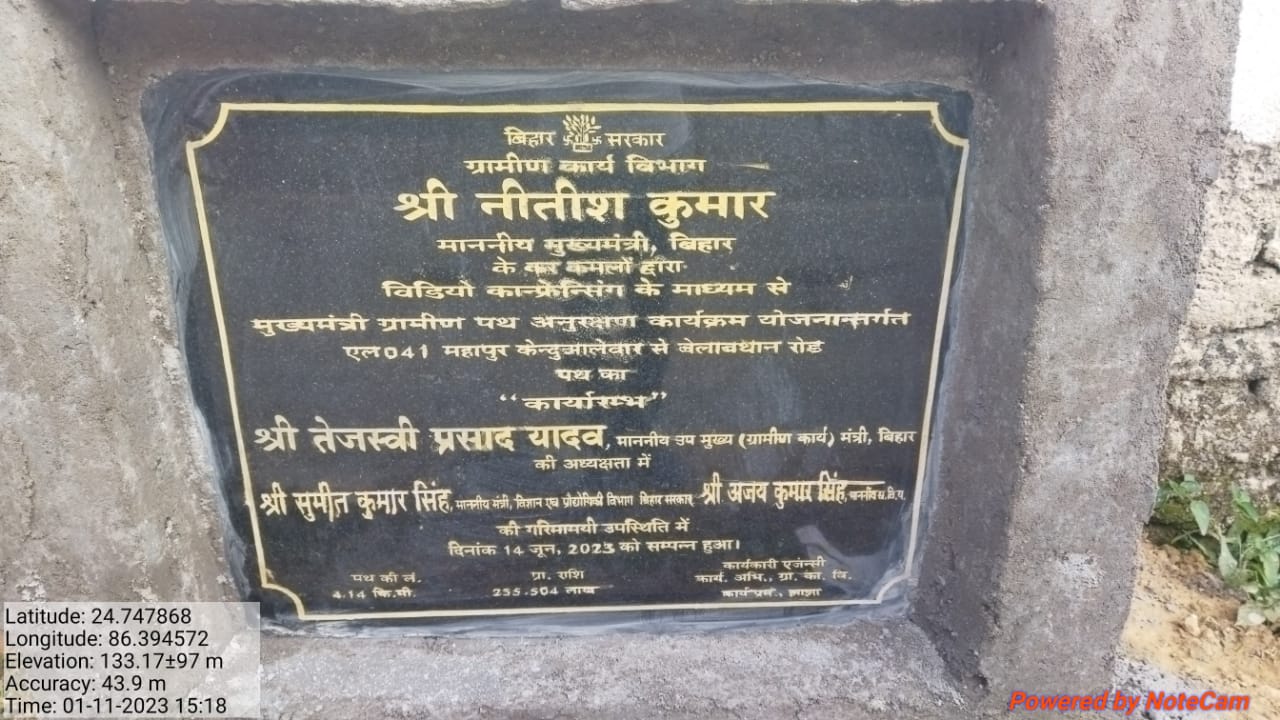 बिहार सरकार
ग्रामीण कार्य विभाग
श्री नीतीश कुमार
माननीय मुख्यमंत्री, बिहार
के कर कमलों द्वारा
विडियो कान्फ्रेन्सिंग के माध्यम से
मुख्यमंत्री ग्रामीण पथ अनुरक्षण कार्यक्रम योजनान्तर्गत
एल041 महापुर केन्दुआलेवार से जेलावथान रोड
पथ का
“कार्यारम्भ”
श्री तेजस्वी प्रसाद यादव, माननीय उप मुख्य (ग्रामीण कार्य) मंत्री, बिहार
की अध्यक्षता में
श्री सुमीत कुमार सिंह, माननीय मंत्री, विज्ञान एवं प्रौद्योगिकी विभाग बिहार सरकार, श्री अजय कुमार सिंह,
की गरिमामयी उपस्थिति में
दिनांक 14 जून, 2023 को सम्पन्न हुआ।
पथ की लं. प्रा. राशि कार्यकारी एजंन्सी
4.14 कि.मी. 255.504 लाख कार्य. अभि., ग्रा. का. वि.
कार्य प्रम., झाझा
Latitude: 24.747868
Longitude: 86.394572
Elevation: 133.17±97 m
Accuracy: 43.9 m
Time: 01-11-2023 15:18
Powered by NoteCam